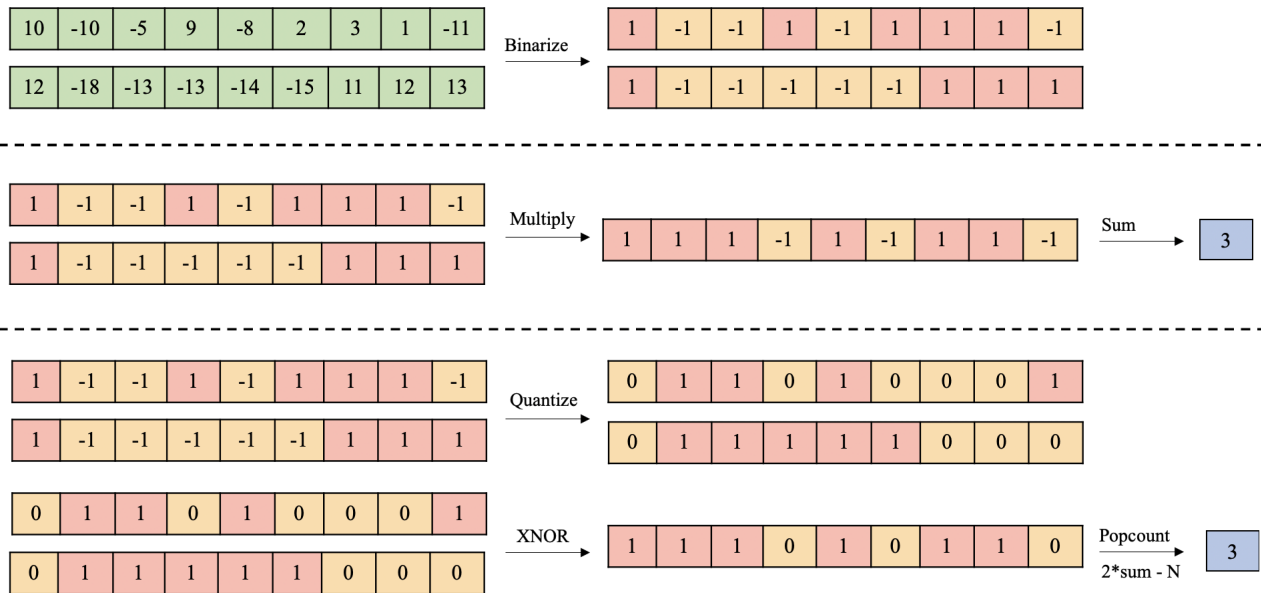 10 -10 -5 9 -8 2 3 1 -11
Binarize
1 -1 -1 1 -1 1 1 1 -1
12 -18 -13 -13 -14 -15 11 12 13
1 -1 -1 -1 -1 -1 1 1 1
1 -1 -1 1 -1 1 1 1 -1
1 -1 -1 -1 -1 -1 1 1 1
Multiply
1 1 1 -1 1 -1 1 1 -1
Sum
3
1 -1 -1 1 -1 1 1 1 -1
1 -1 -1 -1 -1 -1 1 1 1
Quantize
0 1 1 0 1 0 0 0 1
0 1 1 1 1 1 0 0 0
0 1 1 0 1 0 0 0 1
0 1 1 1 1 1 0 0 0
XNOR
1 1 1 0 1 0 1 1 0
Popcount
2*sum - N
3